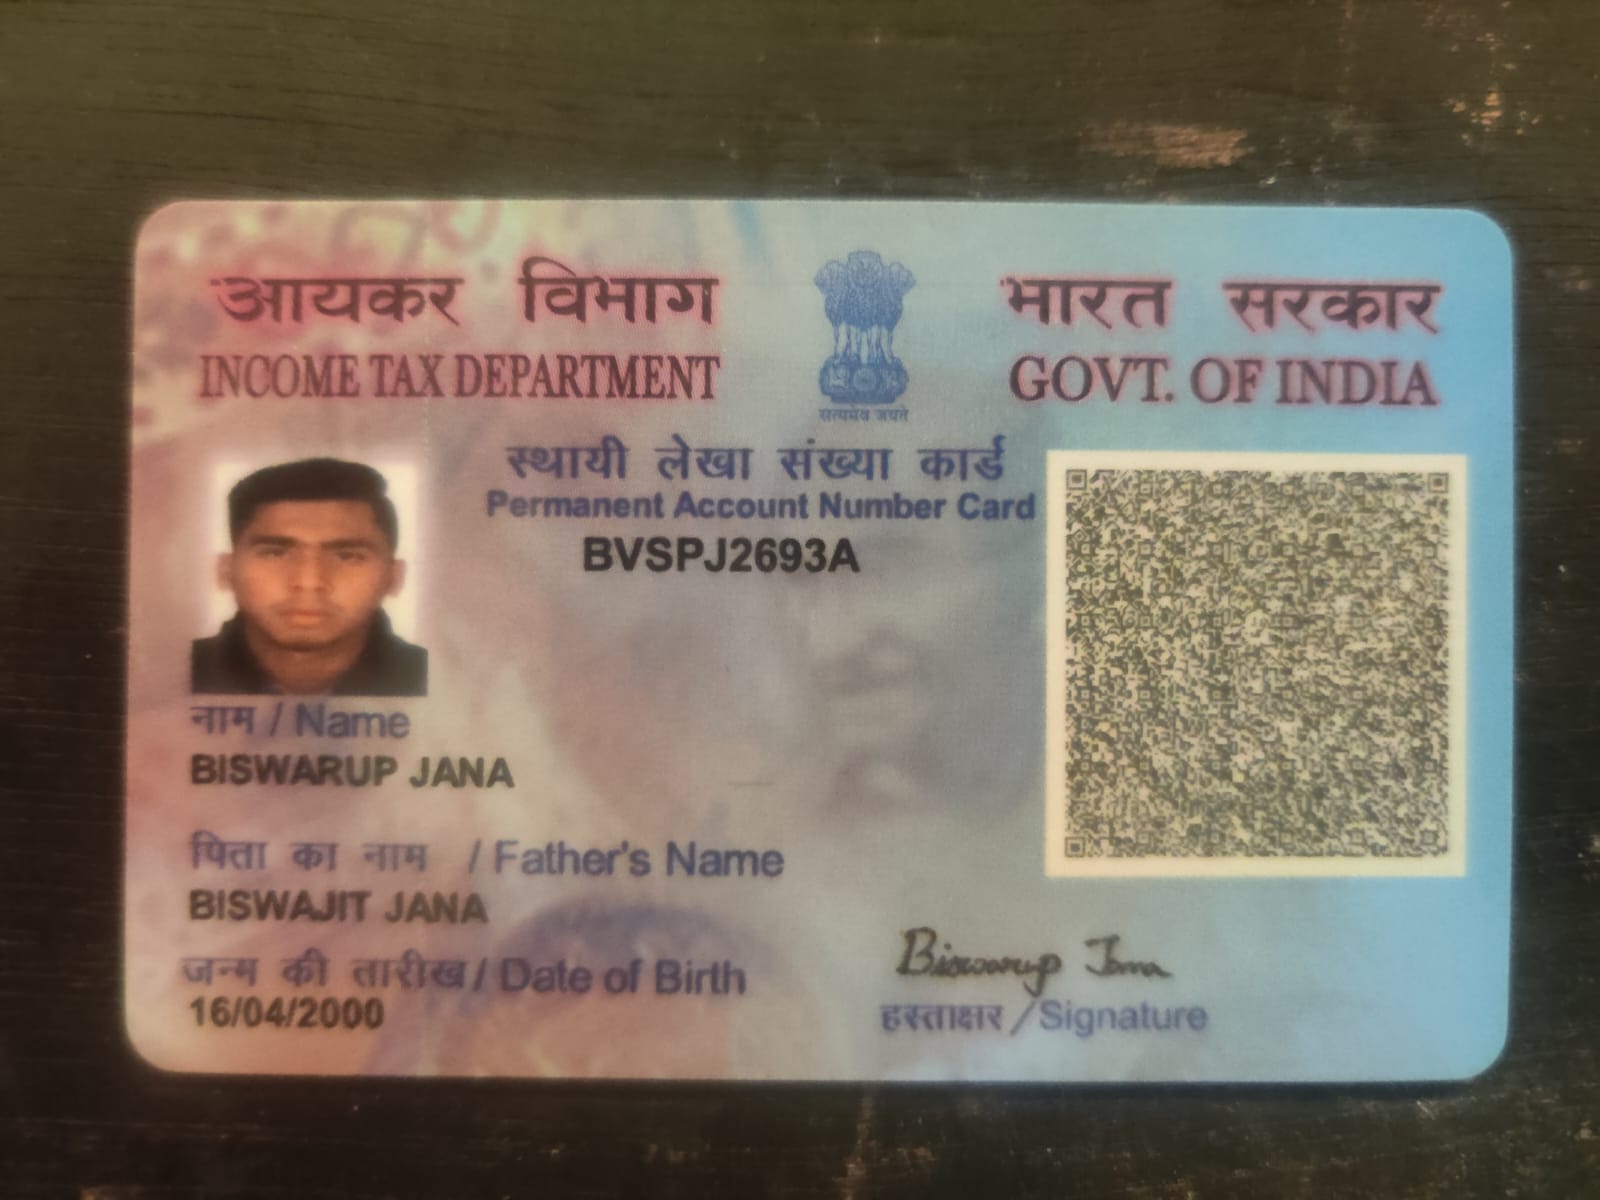 आयकर विभाग
INCOME TAX DEPARTMENT
सत्यमेव जयते
भारत सरकार
GOVT. OF INDIA
स्थायी लेखा संख्या कार्ड
Permanent Account Number Card
BVSPJ2693A
नाम / Name
BISWARUP JANA
पिता का नाम / Father's Name
BISWAJIT JANA
जन्म की तारीख / Date of Birth
16/04/2000
Biswarup Jana
हस्ताक्षर / Signature